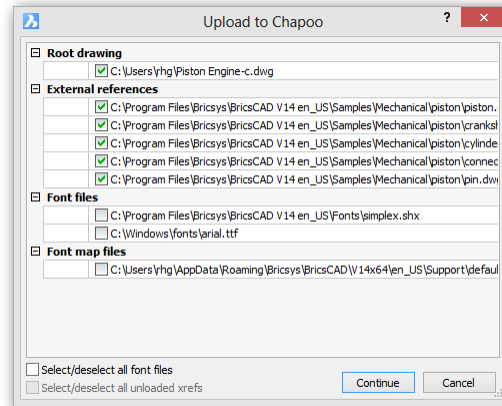 Upload to Chapoo
? x
Root drawing
C:\Users\rhg\Piston Engine-c.dwg
External references
C:\Program Files\Bricsys\BricsCAD V14 en_US\Samples\Mechanical\piston\piston.
C:\Program Files\Bricsys\BricsCAD V14 en_US\Samples\Mechanical\piston\cranksh
C:\Program Files\Bricsys\BricsCAD V14 en_US\Samples\Mechanical\piston\cylinde
C:\Program Files\Bricsys\BricsCAD V14 en_US\Samples\Mechanical\piston\connec
C:\Program Files\Bricsys\BricsCAD V14 en_US\Samples\Mechanical\piston\pin.dw
Font files
C:\Program Files\Bricsys\BricsCAD V14 en_US\Fonts\simplex.shx
C:\Windows\fonts\arial.ttf
Font map files
C:\Users\rhg\AppData\Roaming\Bricsys\BricsCAD\V14x64\en_US\Support\defaul
Select/deselect all font files
Select/deselect all unloaded xrefs
Continue
Cancel